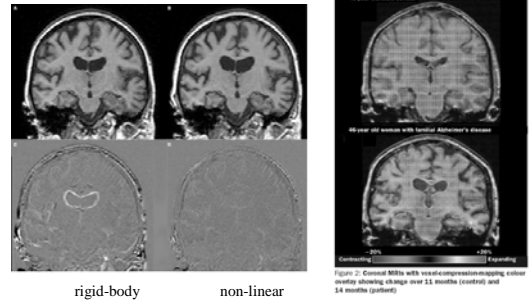 A
B
C
D
rigid-body
non-linear
46-year old woman with familial Alzheimer's disease
-20%
+20%
Contracting
Expanding
Figure 2: Coronal MRIs with voxel-compression-mapping colour
overlay showing change over 11 months (control) and
14 months (patient)